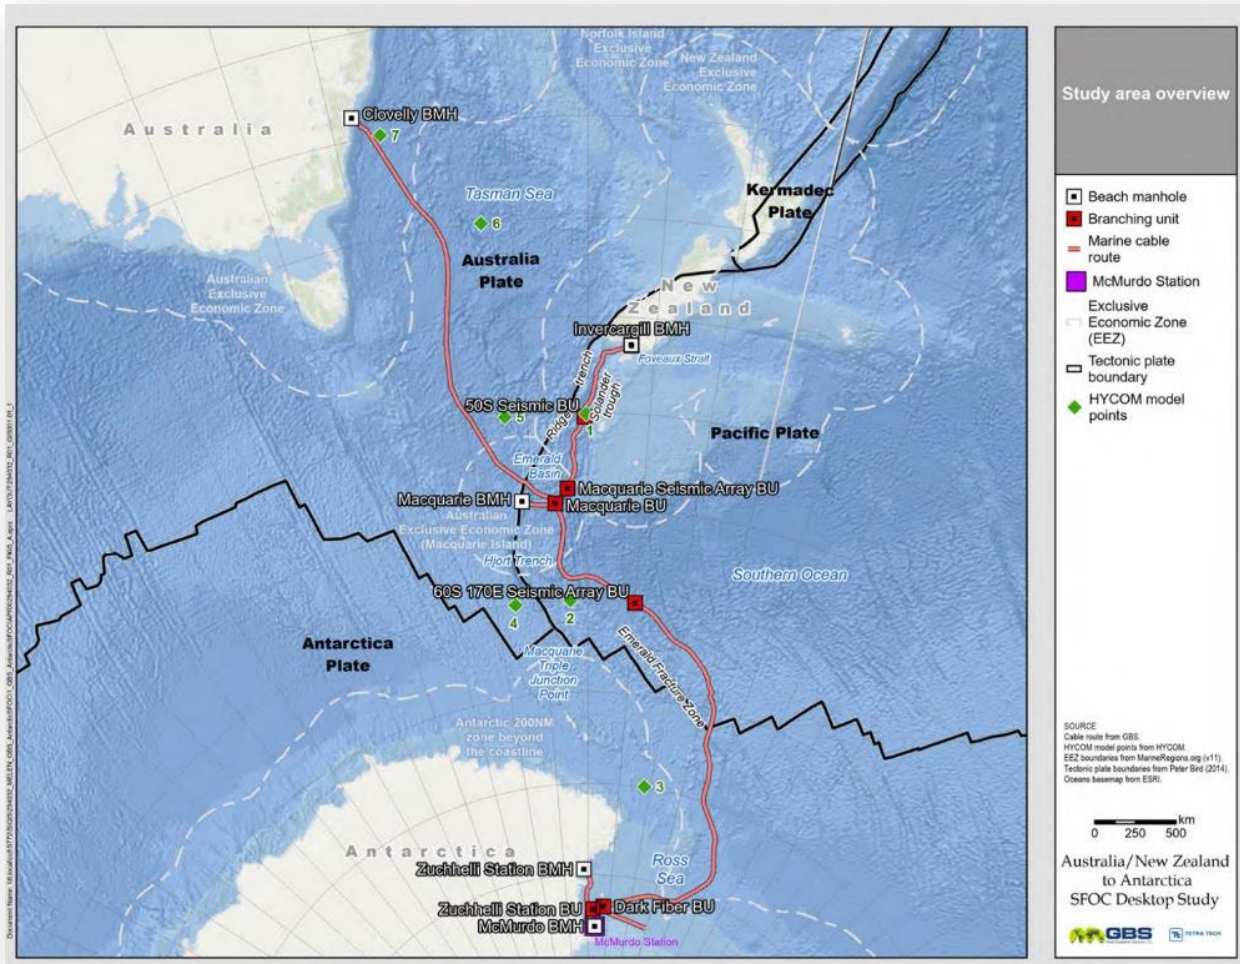 Norfolk Island
Exclusive
Economic Zone
New Zealand
Exclusive
Economic Zone
Clovelly BMH
Australia
7
Tasman Sea
Kermadec
Plate
6
Australia
Plate
Australian
Exclusive
Economic Zone
New
Zealand
Invercargill BMH
Foveaux Strait
trench
Ridge
Solander
trough
50S Seismic BU
5
1
Pacific Plate
Emerald
Basin
Macquarie Seismic Array BU
Macquarie BMH
Macquarie BU
Australian
Exclusive Economic Zone
(Macquarie Island)
Hjort Trench
Southern Ocean
60S 170E Seismic Array BU
4
2
Antarctica
Plate
Emerald Fracture Zone
Macquarie
Triple
Junction
Point
Antarctic 200NM
zone beyond
the coastline
3
Antarctica
Ross
Sea
Zuchhelli Station BMH
Zuchhelli Station BU
Dark Fiber BU
McMurdo BMH
McMurdo Station
Study area overview
Beach manhole
Branching unit
Marine cable
route
McMurdo Station
Exclusive
Economic Zone
(EEZ)
Tectonic plate
boundary
HYCOM model
points
SOURCE
Cable route from GBS.
HYCOM model points from HYCOM.
EEZ boundaries from MarineRegions.org (v11).
Tectonic plate boundaries from Peter Bird (2014).
Oceans basemap from ESRI.
km
0 250 500
Australia/New Zealand
to Antarctica
SFOC Desktop Study
GBS
TETRA TECH